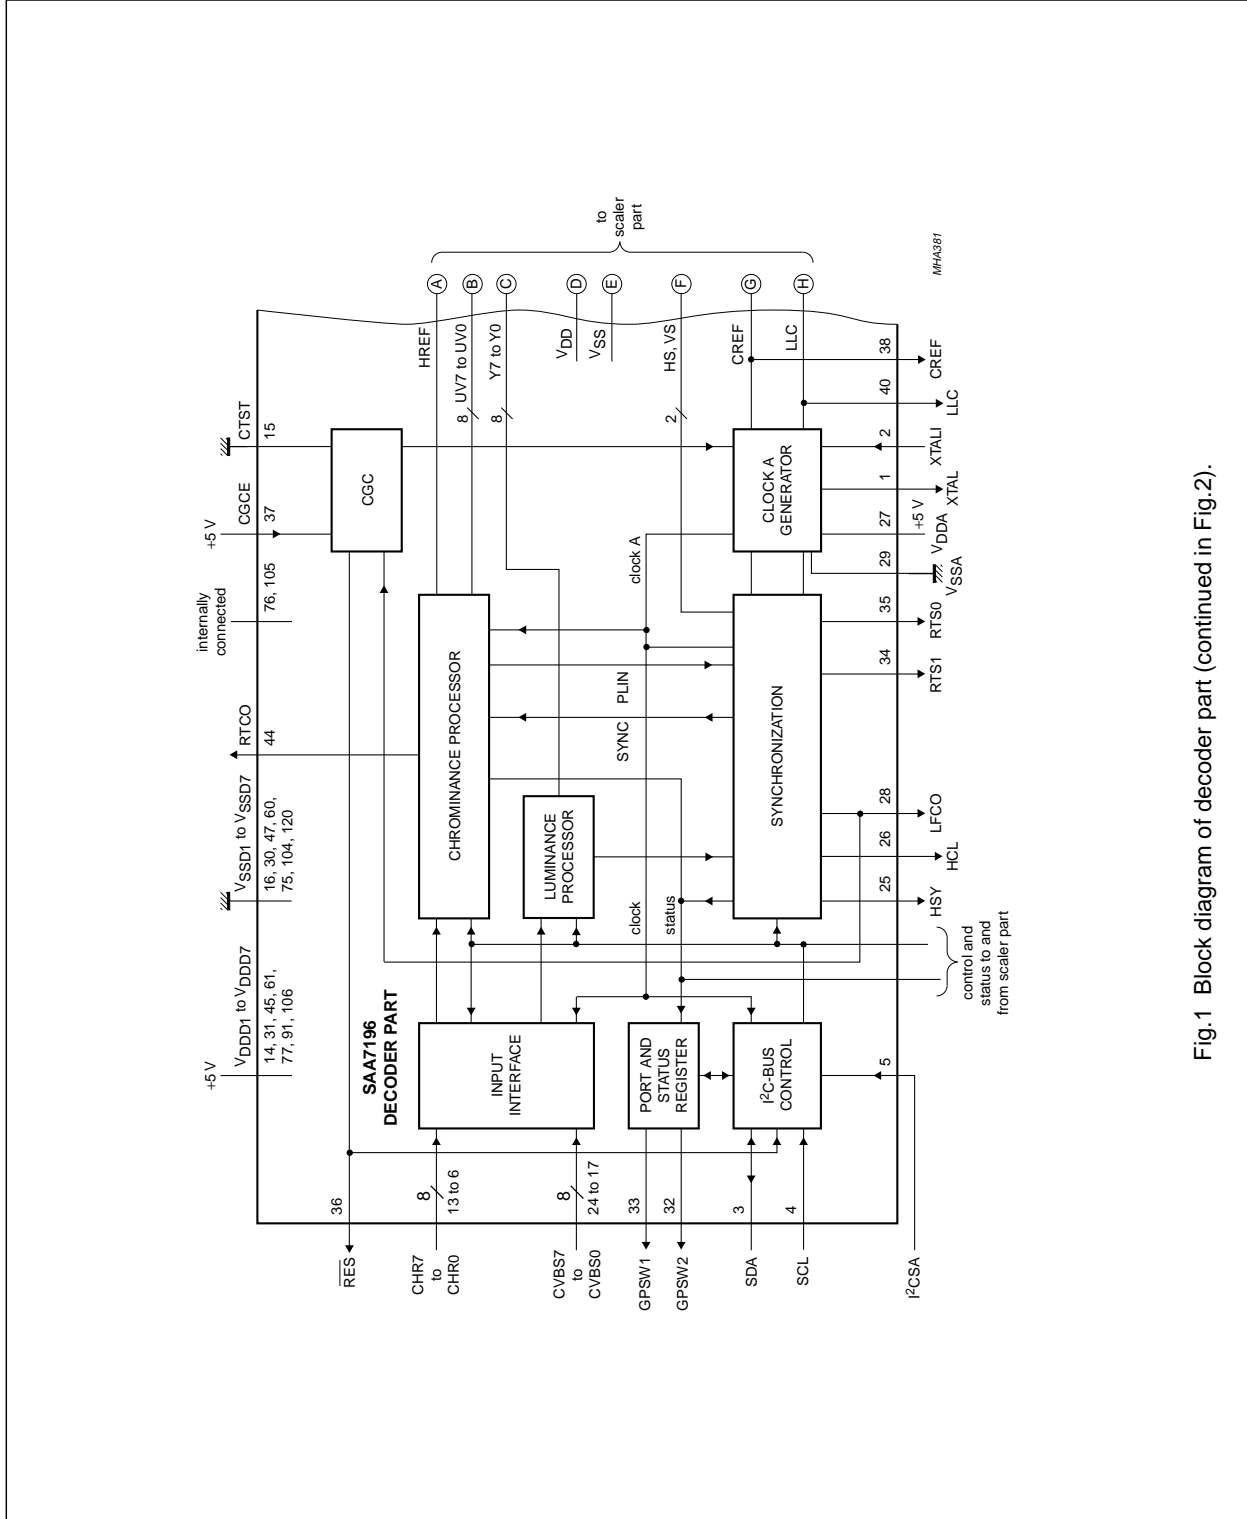 +5 V
VDDD1 to VDDD7
14, 31, 45, 61,
77, 91, 106
VSSD1 to VSSD7
16, 30, 47, 60,
75, 104, 120
RTCO
44
internally
connected
76, 105
+5 V
CGCE
37
CTST
15
SAA7196
DECODER PART
CGC
36
RES
CHR7
to
CHR0
8
13 to 6
CVBS7
to
CVBS0
8
24 to 17
INPUT
INTERFACE
CHROMINANCE PROCESSOR
LUMINANCE
PROCESSOR
HREF
A
8
UV7 to UV0
B
8
Y7 to Y0
C
VDD
D
VSS
E
to
scaler
part
clock
status
SYNC
PLIN
clock A
2
HS, VS
F
33
GPSW1
32
GPSW2
PORT AND
STATUS
REGISTER
3
SDA
4
SCL
I²C-BUS
CONTROL
SYNCHRONIZATION
CLOCK A
GENERATOR
CREF
G
LLC
H
5
I²CSA
control and
status to and
from scaler part
25
HSY
26
HCL
28
LFCO
34
RTS1
35
RTS0
29
VSSA
27
VDDA
+5 V
1
XTAL
2
XTALI
40
LLC
38
CREF
MHA381
Fig.1 Block diagram of decoder part (continued in Fig.2).